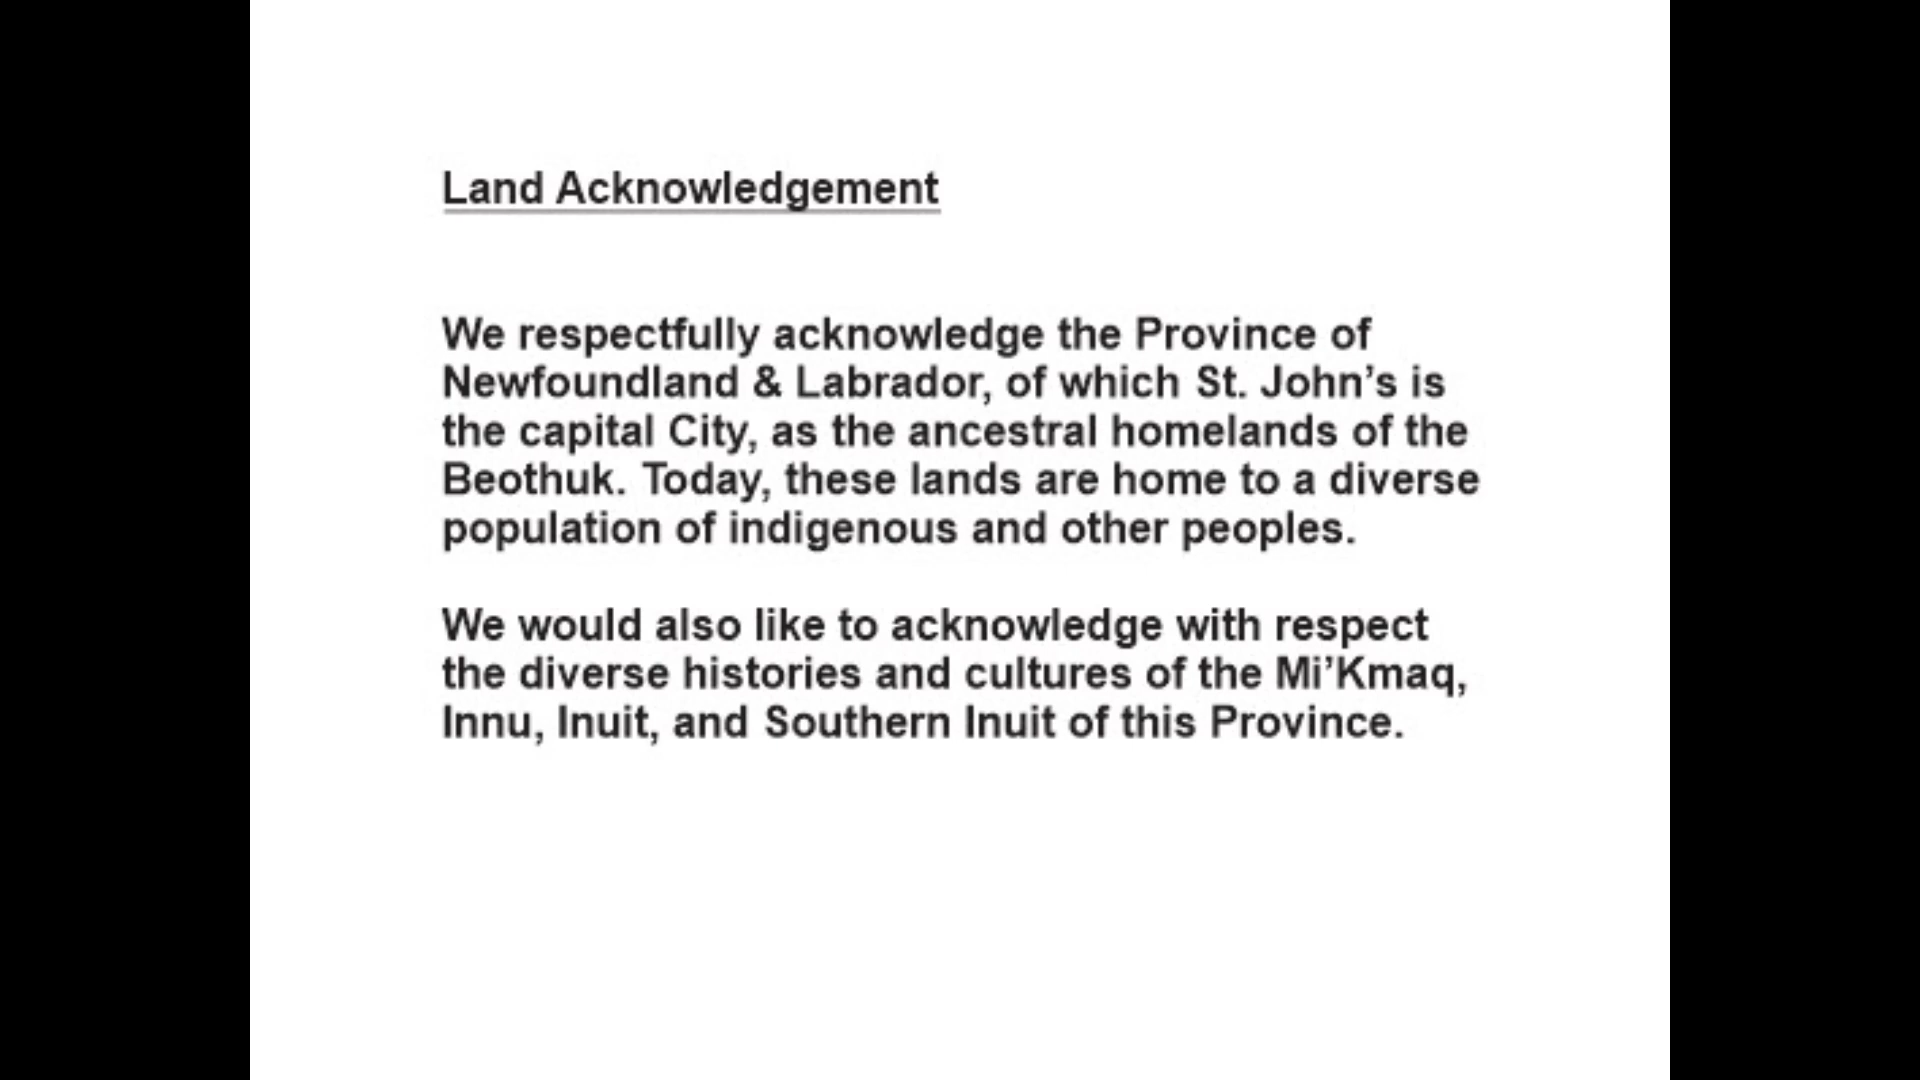 Land Acknowledgement
We respectfully acknowledge the Province of
Newfoundland & Labrador, of which St. John’s is
the capital City, as the ancestral homelands of the
Beothuk. Today, these lands are home to a diverse
population of indigenous and other peoples.
We would also like to acknowledge with respect
the diverse histories and cultures of the Mi’Kmaq,
Innu, Inuit, and Southern Inuit of this Province.